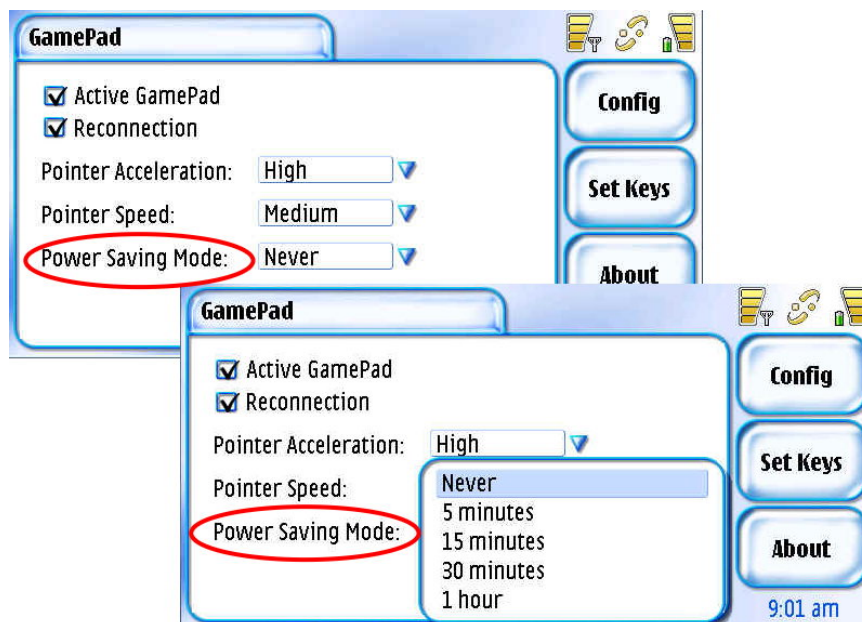 GamePad
Active GamePad
Reconnection
Pointer Acceleration: High
Pointer Speed: Medium
Power Saving Mode: Never
Config
Set Keys
About
GamePad
Active GamePad
Reconnection
Pointer Acceleration: High
Pointer Speed:
Power Saving Mode:
Never
5 minutes
15 minutes
30 minutes
1 hour
Config
Set Keys
About
9:01 am